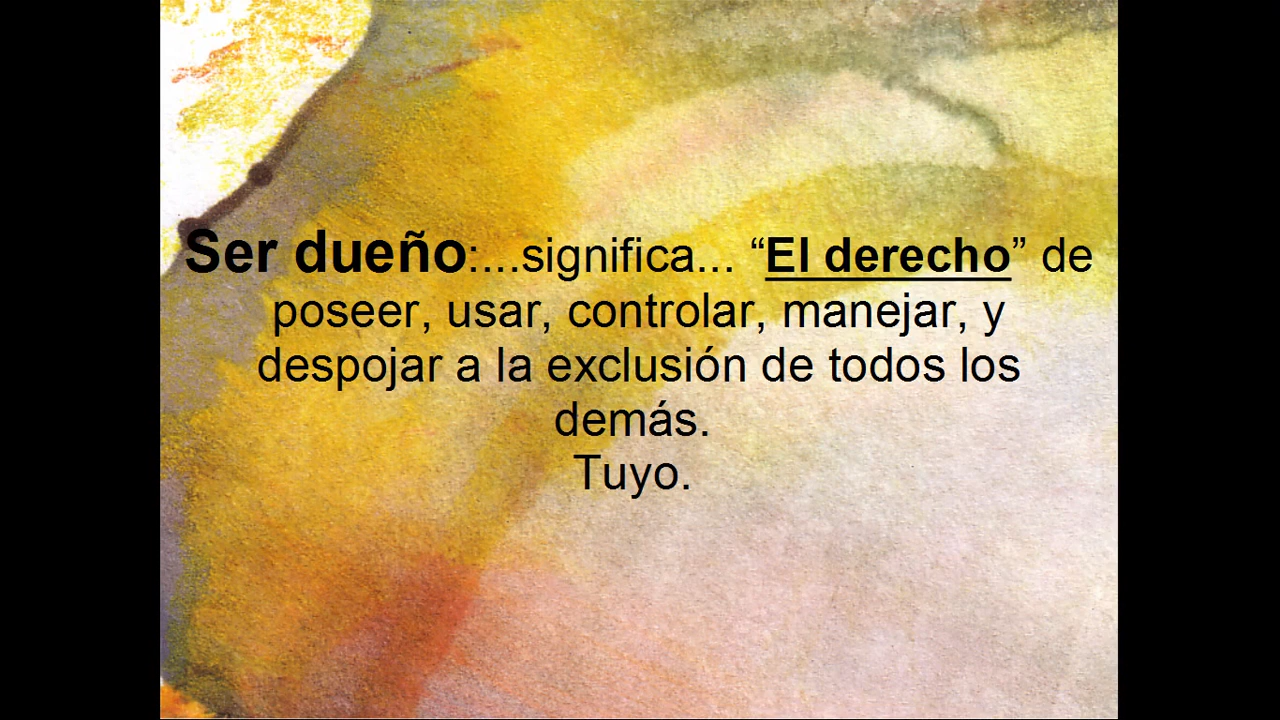 Ser dueño:...significa... “El derecho” de
poseer, usar, controlar, manejar, y
despojar a la exclusión de todos los
demás.
Tuyo.